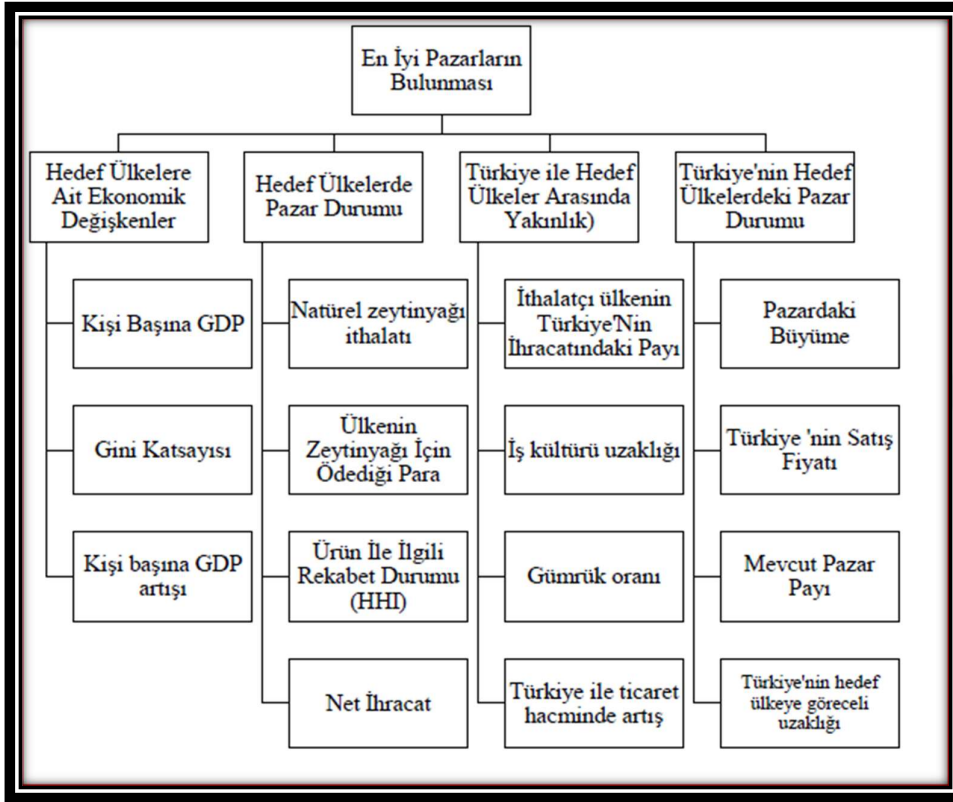 En İyi Pazarların
Bulunması
Hedef Ülkelere
Ait Ekonomik
Değişkenler
Kişi Başına GDP
Gini Katsayısı
Kişi başına GDP
artışı
Hedef Ülkelerde
Pazar Durumu
Natürel zeytinyağı
ithalatı
Ülkenin
Zeytinyağı İçin
Ödediği Para
Ürün İle İlgili
Rekabet Durumu
(HHI)
Net İhracat
Türkiye ile Hedef
Ülkeler Arasında
Yakınlık)
İthalatçı ülkenin
Türkiye'Nin
İhracatındaki Payı
İş kültürü uzaklığı
Gümrük oranı
Türkiye ile ticaret
hacminde artış
Türkiye'nin Hedef
Ülkelerdeki Pazar
Durumu
Pazardaki
Büyüme
Türkiye 'nin Satış
Fiyatı
Mevcut Pazar
Payı
Türkiye'nin hedef
ülkeye göreceli
uzaklığı